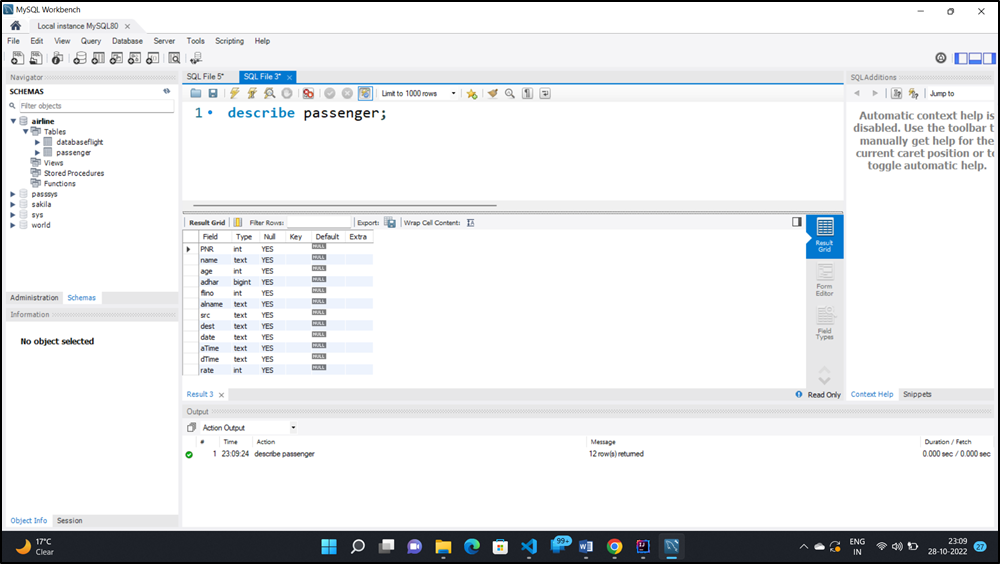 MySQL Workbench
Local instance MySQL80
File Edit View Query Database Server Tools Scripting Help
Navigator
SCHEMAS
Filter objects
airline
Tables
databaseflight
passenger
Views
Stored Procedures
Functions
passsys
sakila
sys
world
Administration Schemas
Information
No object selected
Object Info Session
SQL File 5* SQL File 3*
Limit to 1000 rows
1 describe passenger;
Result Grid Filter Rows: Export: Wrap Cell Content:
Field Type Null Key Default Extra
PNR int YES NULL
name text YES NULL
age int YES NULL
adhar bigint YES NULL
flino int YES NULL
alname text YES NULL
src text YES NULL
dest text YES NULL
date text YES NULL
aTime text YES NULL
dTime text YES NULL
rate int YES NULL
Result Grid
Form Editor
Field Types
Result 3 Read Only
Output
Action Output
# Time Action Message Duration / Fetch
1 23:09:24 describe passenger 12 row(s) returned 0.000 sec / 0.000 sec
SQLAdditions
Jump to
Automatic context help is
disabled. Use the toolbar t
manually get help for the
current caret position or to
toggle automatic help.
Context Help Snippets
17°C
Clear
99+
ENG
IN
23:09
28-10-2022
27